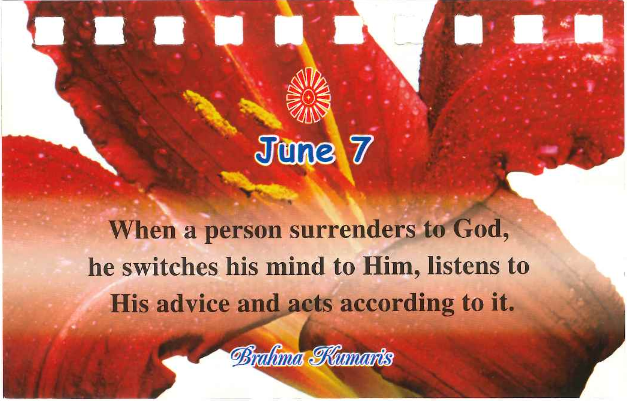 June 7
When a person surrenders to God,
he switches his mind to Him, listens to
His advice and acts according to it.
Brahma Kumaris